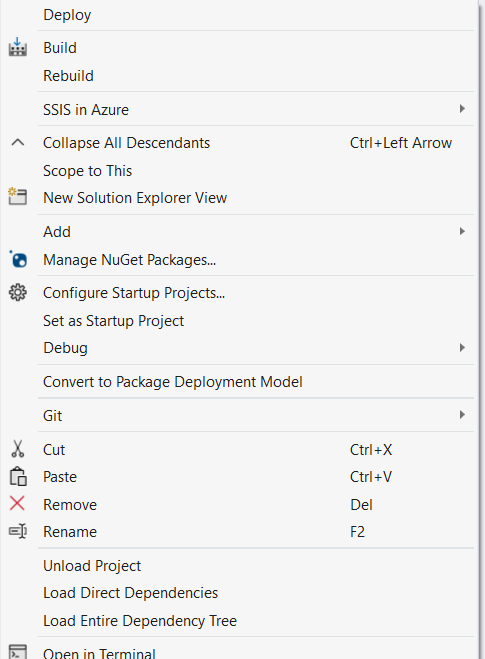 Deploy
Build
Rebuild
SSIS in Azure
Collapse All Descendants Ctrl+Left Arrow
Scope to This
New Solution Explorer View
Add
Manage NuGet Packages...
Configure Startup Projects...
Set as Startup Project
Debug
Convert to Package Deployment Model
Git
Cut Ctrl+X
Paste Ctrl+V
Remove Del
Rename F2
Unload Project
Load Direct Dependencies
Load Entire Dependency Tree
Open in Terminal